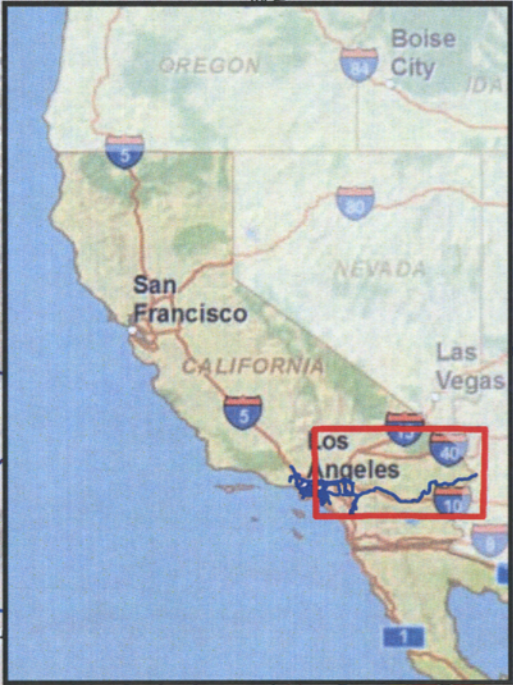 Boise
City
84
OREGON
IDA
5
80
San
Francisco
NEVADA
CALIFORNIA
Las
Vegas
5
15
Los
Angeles
40
10
8
1